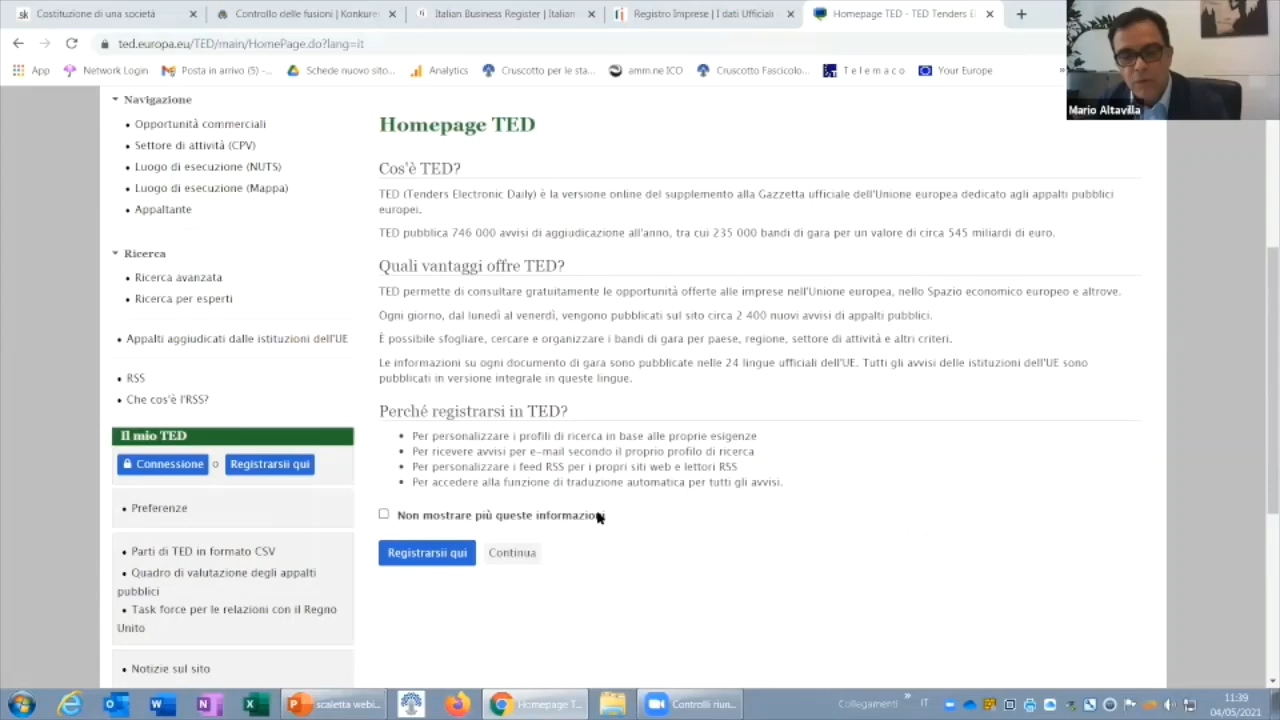 Costituzione di una società
Controllo delle fusioni | Konkure
Italian Business Register | Italian
Registro Imprese | I dati Ufficiali
Homepage TED - TED Tenders E
ted.europa.eu/TED/main/HomePage.do?lang=it
App
Network Login
Posta in arrivo (5) -...
Schede nuovo sito...
Analytics
Cruscotto per le sta...
amm.ne ICO
Cruscotto Fascicolo...
T e l e m a c o
Your Europe
»
Mario Altavilla
Navigazione
Opportunità commerciali
Settore di attività (CPV)
Luogo di esecuzione (NUTS)
Luogo di esecuzione (Mappa)
Appaltante
Ricerca
Ricerca avanzata
Ricerca per esperti
Appalti aggiudicati dalle istituzioni dell'UE
RSS
Che cos'è l'RSS?
Il mio TED
Connessione o Registrarsii qui
Preferenze
Parti di TED in formato CSV
Quadro di valutazione degli appalti
pubblici
Task force per le relazioni con il Regno
Unito
Notizie sul sito
Homepage TED
Cos'è TED?
TED (Tenders Electronic Daily) è la versione online del supplemento alla Gazzetta ufficiale dell'Unione europea dedicato agli appalti pubblici
europei.
TED pubblica 746 000 avvisi di aggiudicazione all'anno, tra cui 235 000 bandi di gara per un valore di circa 545 miliardi di euro.
Quali vantaggi offre TED?
TED permette di consultare gratuitamente le opportunità offerte alle imprese nell'Unione europea, nello Spazio economico europeo e altrove.
Ogni giorno, dal lunedì al venerdì, vengono pubblicati sul sito circa 2 400 nuovi avvisi di appalti pubblici.
È possibile sfogliare, cercare e organizzare i bandi di gara per paese, regione, settore di attività e altri criteri.
Le informazioni su ogni documento di gara sono pubblicate nelle 24 lingue ufficiali dell'UE. Tutti gli avvisi delle istituzioni dell'UE sono
pubblicati in versione integrale in queste lingue.
Perché registrarsi in TED?
Per personalizzare i profili di ricerca in base alle proprie esigenze
Per ricevere avvisi per e-mail secondo il proprio profilo di ricerca
Per personalizzare i feed RSS per i propri siti web e lettori RSS
Per accedere alla funzione di traduzione automatica per tutti gli avvisi.
Non mostrare più queste informazioni
Registrarsii qui
Continua
scaletta webi...
Homepage T...
Controlli riun...
Collegamenti
»
IT
11:39
04/05/2021